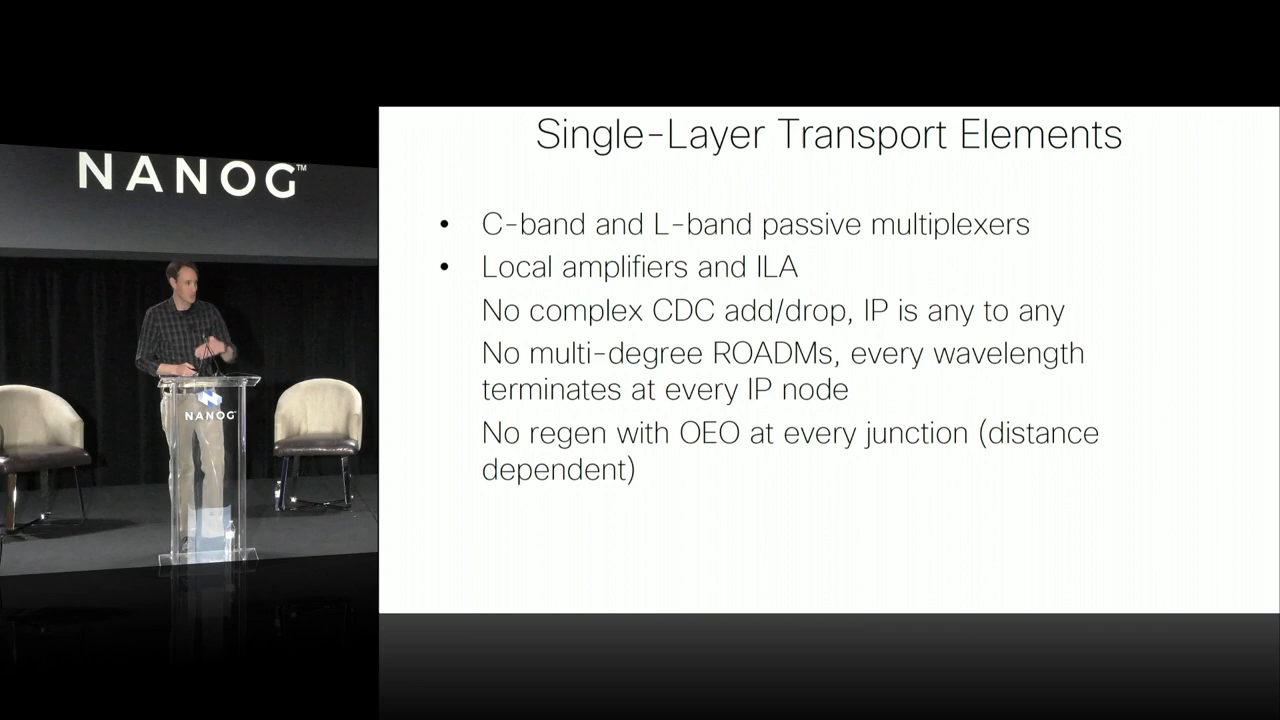 NANOG™
NANOG
Single-Layer Transport Elements
• C-band and L-band passive multiplexers
• Local amplifiers and ILA
No complex CDC add/drop, IP is any to any
No multi-degree ROADMs, every wavelength
terminates at every IP node
No regen with OEO at every junction (distance
dependent)